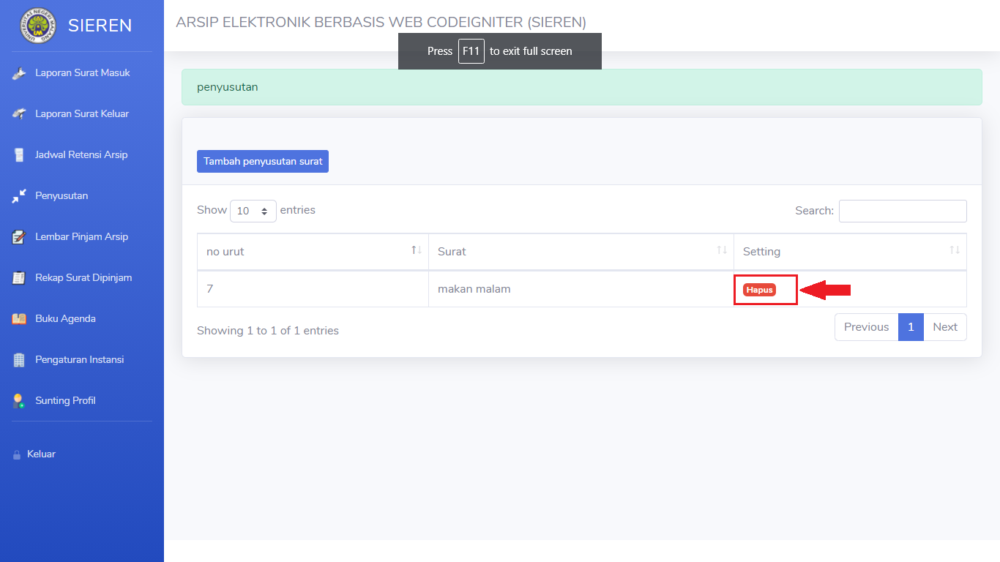 SIEREN
Laporan Surat Masuk
Laporan Surat Keluar
Jadwal Retensi Arsip
Penyusutan
Lembar Pinjam Arsip
Rekap Surat Dipinjam
Buku Agenda
Pengaturan Instansi
Sunting Profil
Keluar
ARSIP ELEKTRONIK BERBASIS WEB CODEIGNITER (SIEREN)
Press F11 to exit full screen
penyusutan
Tambah penyusutan surat
Show 10 entries
Search:
no urut Surat Setting
7 makan malam Hapus
Showing 1 to 1 of 1 entries
Previous 1 Next